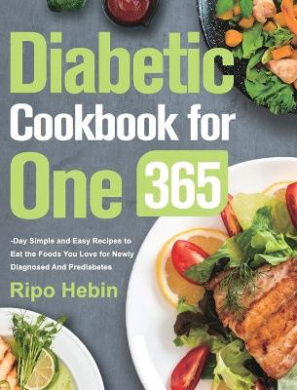 Diabetic
Cookbook for
One 365
-Day Simple and Easy Recipes to
Eat the Foods You Love for Newly
Diagnosed And Prediabetes
Ripo Hebin